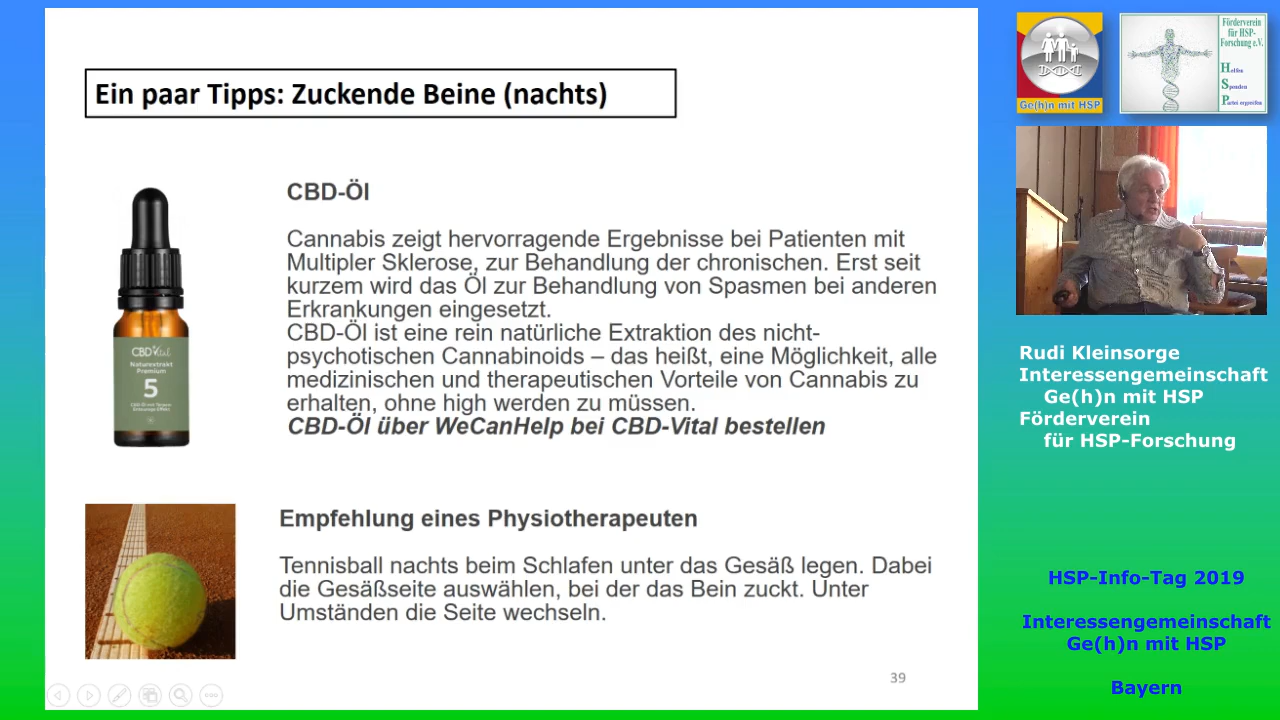 Ein paar Tipps: Zuckende Beine (nachts)
CBD-Öl
Cannabis zeigt hervorragende Ergebnisse bei Patienten mit
Multipler Sklerose, zur Behandlung der chronischen. Erst seit
kurzem wird das Öl zur Behandlung von Spasmen bei anderen
Erkrankungen eingesetzt.
CBD-Öl ist eine rein natürliche Extraktion des nicht-
psychotischen Cannabinoids – das heißt, eine Möglichkeit, alle
medizinischen und therapeutischen Vorteile von Cannabis zu
erhalten, ohne high werden zu müssen.
CBD-Öl über WeCanHelp bei CBD-Vital bestellen
CBD Vital
Naturextrakt
Premium
5
Empfehlung eines Physiotherapeuten
Tennisball nachts beim Schlafen unter das Gesäß legen. Dabei
die Gesäßseite auswählen, bei der das Bein zuckt. Unter
Umständen die Seite wechseln.
39
Ge(h)n mit HSP
Förderverein
für HSP-
Forschung e.V.
Helfen
Spenden
Partei ergreifen
Rudi Kleinsorge
Interessengemeinschaft
Ge(h)n mit HSP
Förderverein
für HSP-Forschung
HSP-Info-Tag 2019
Interessengemeinschaft
Ge(h)n mit HSP
Bayern